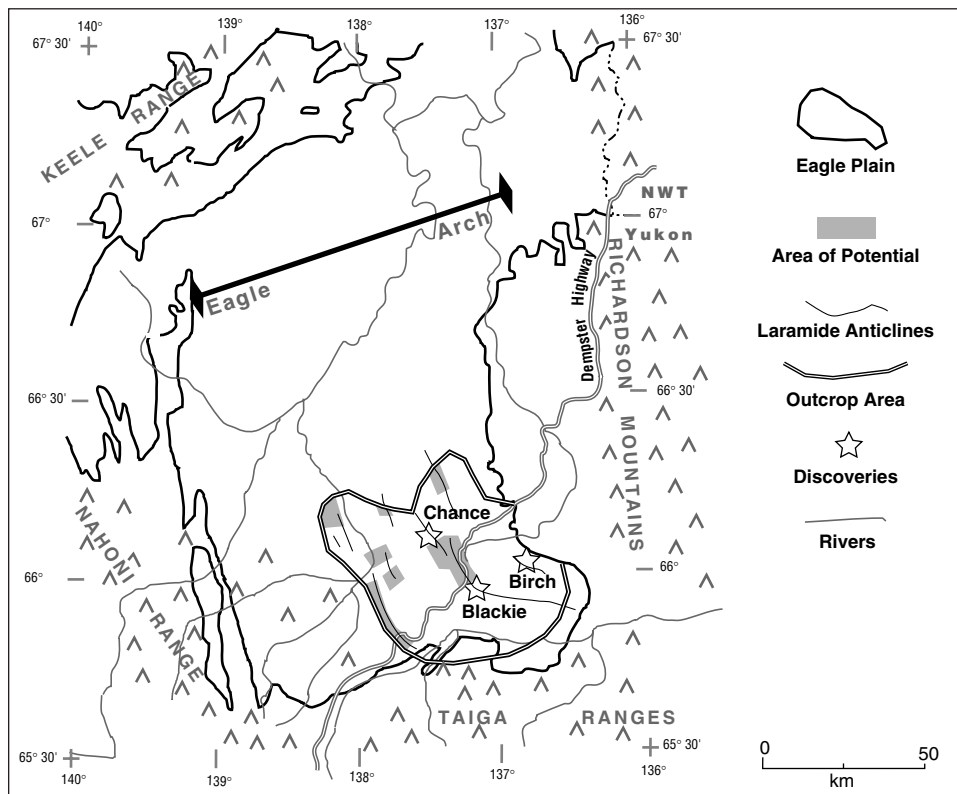 140°
139°
138°
137°
136°
67° 30'
67° 30'
KEELE RANGE
Eagle Plain
NWT
67°
67°
Yukon
Eagle Arch
Area of Potential
Dempster Highway
RICHARDSON MOUNTAINS
Laramide Anticlines
66° 30'
66° 30'
Outcrop Area
Discoveries
Chance
NAHONI RANGE
Rivers
66°
66°
Birch
Blackie
TAIGA RANGES
65° 30'
65° 30'
140°
139°
138°
137°
136°
0 50
km